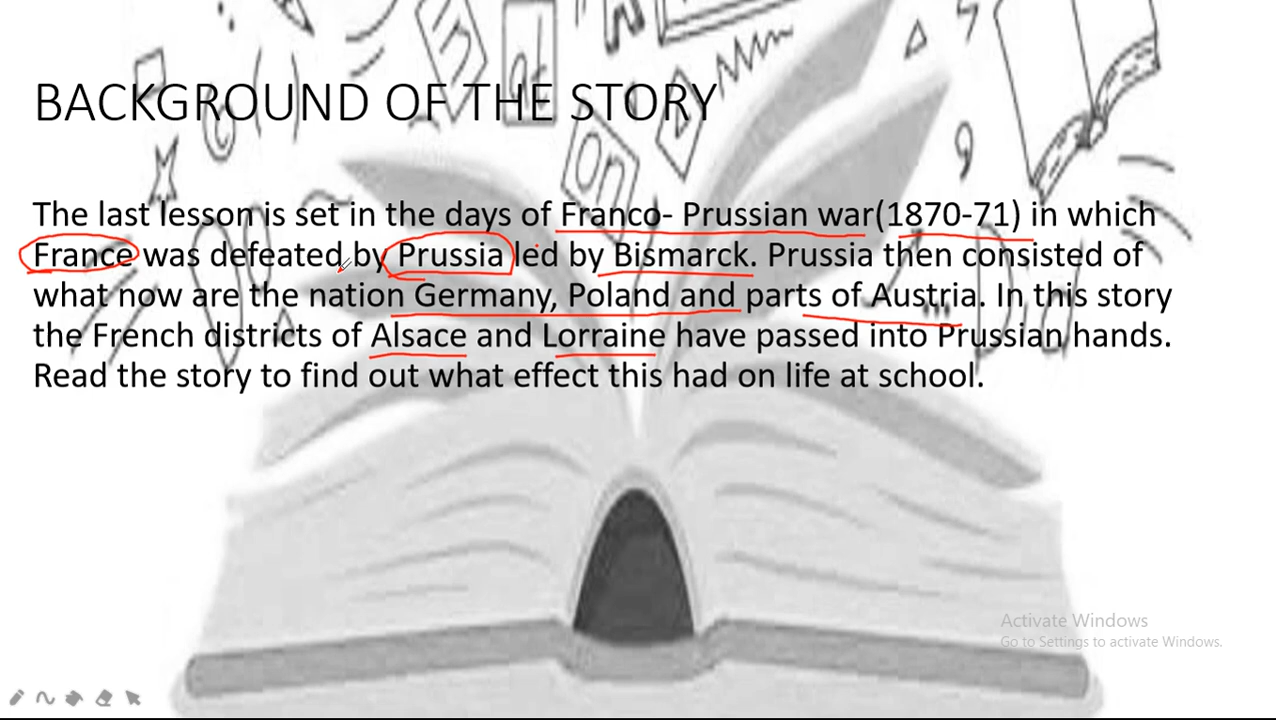 BACKGROUND OF THE STORY
The last lesson is set in the days of Franco- Prussian war(1870-71) in which
France was defeated by Prussia led by Bismarck. Prussia then consisted of
what now are the nation Germany, Poland and parts of Austria. In this story
the French districts of Alsace and Lorraine have passed into Prussian hands.
Read the story to find out what effect this had on life at school.
Activate Windows
Go to Settings to activate Windows.